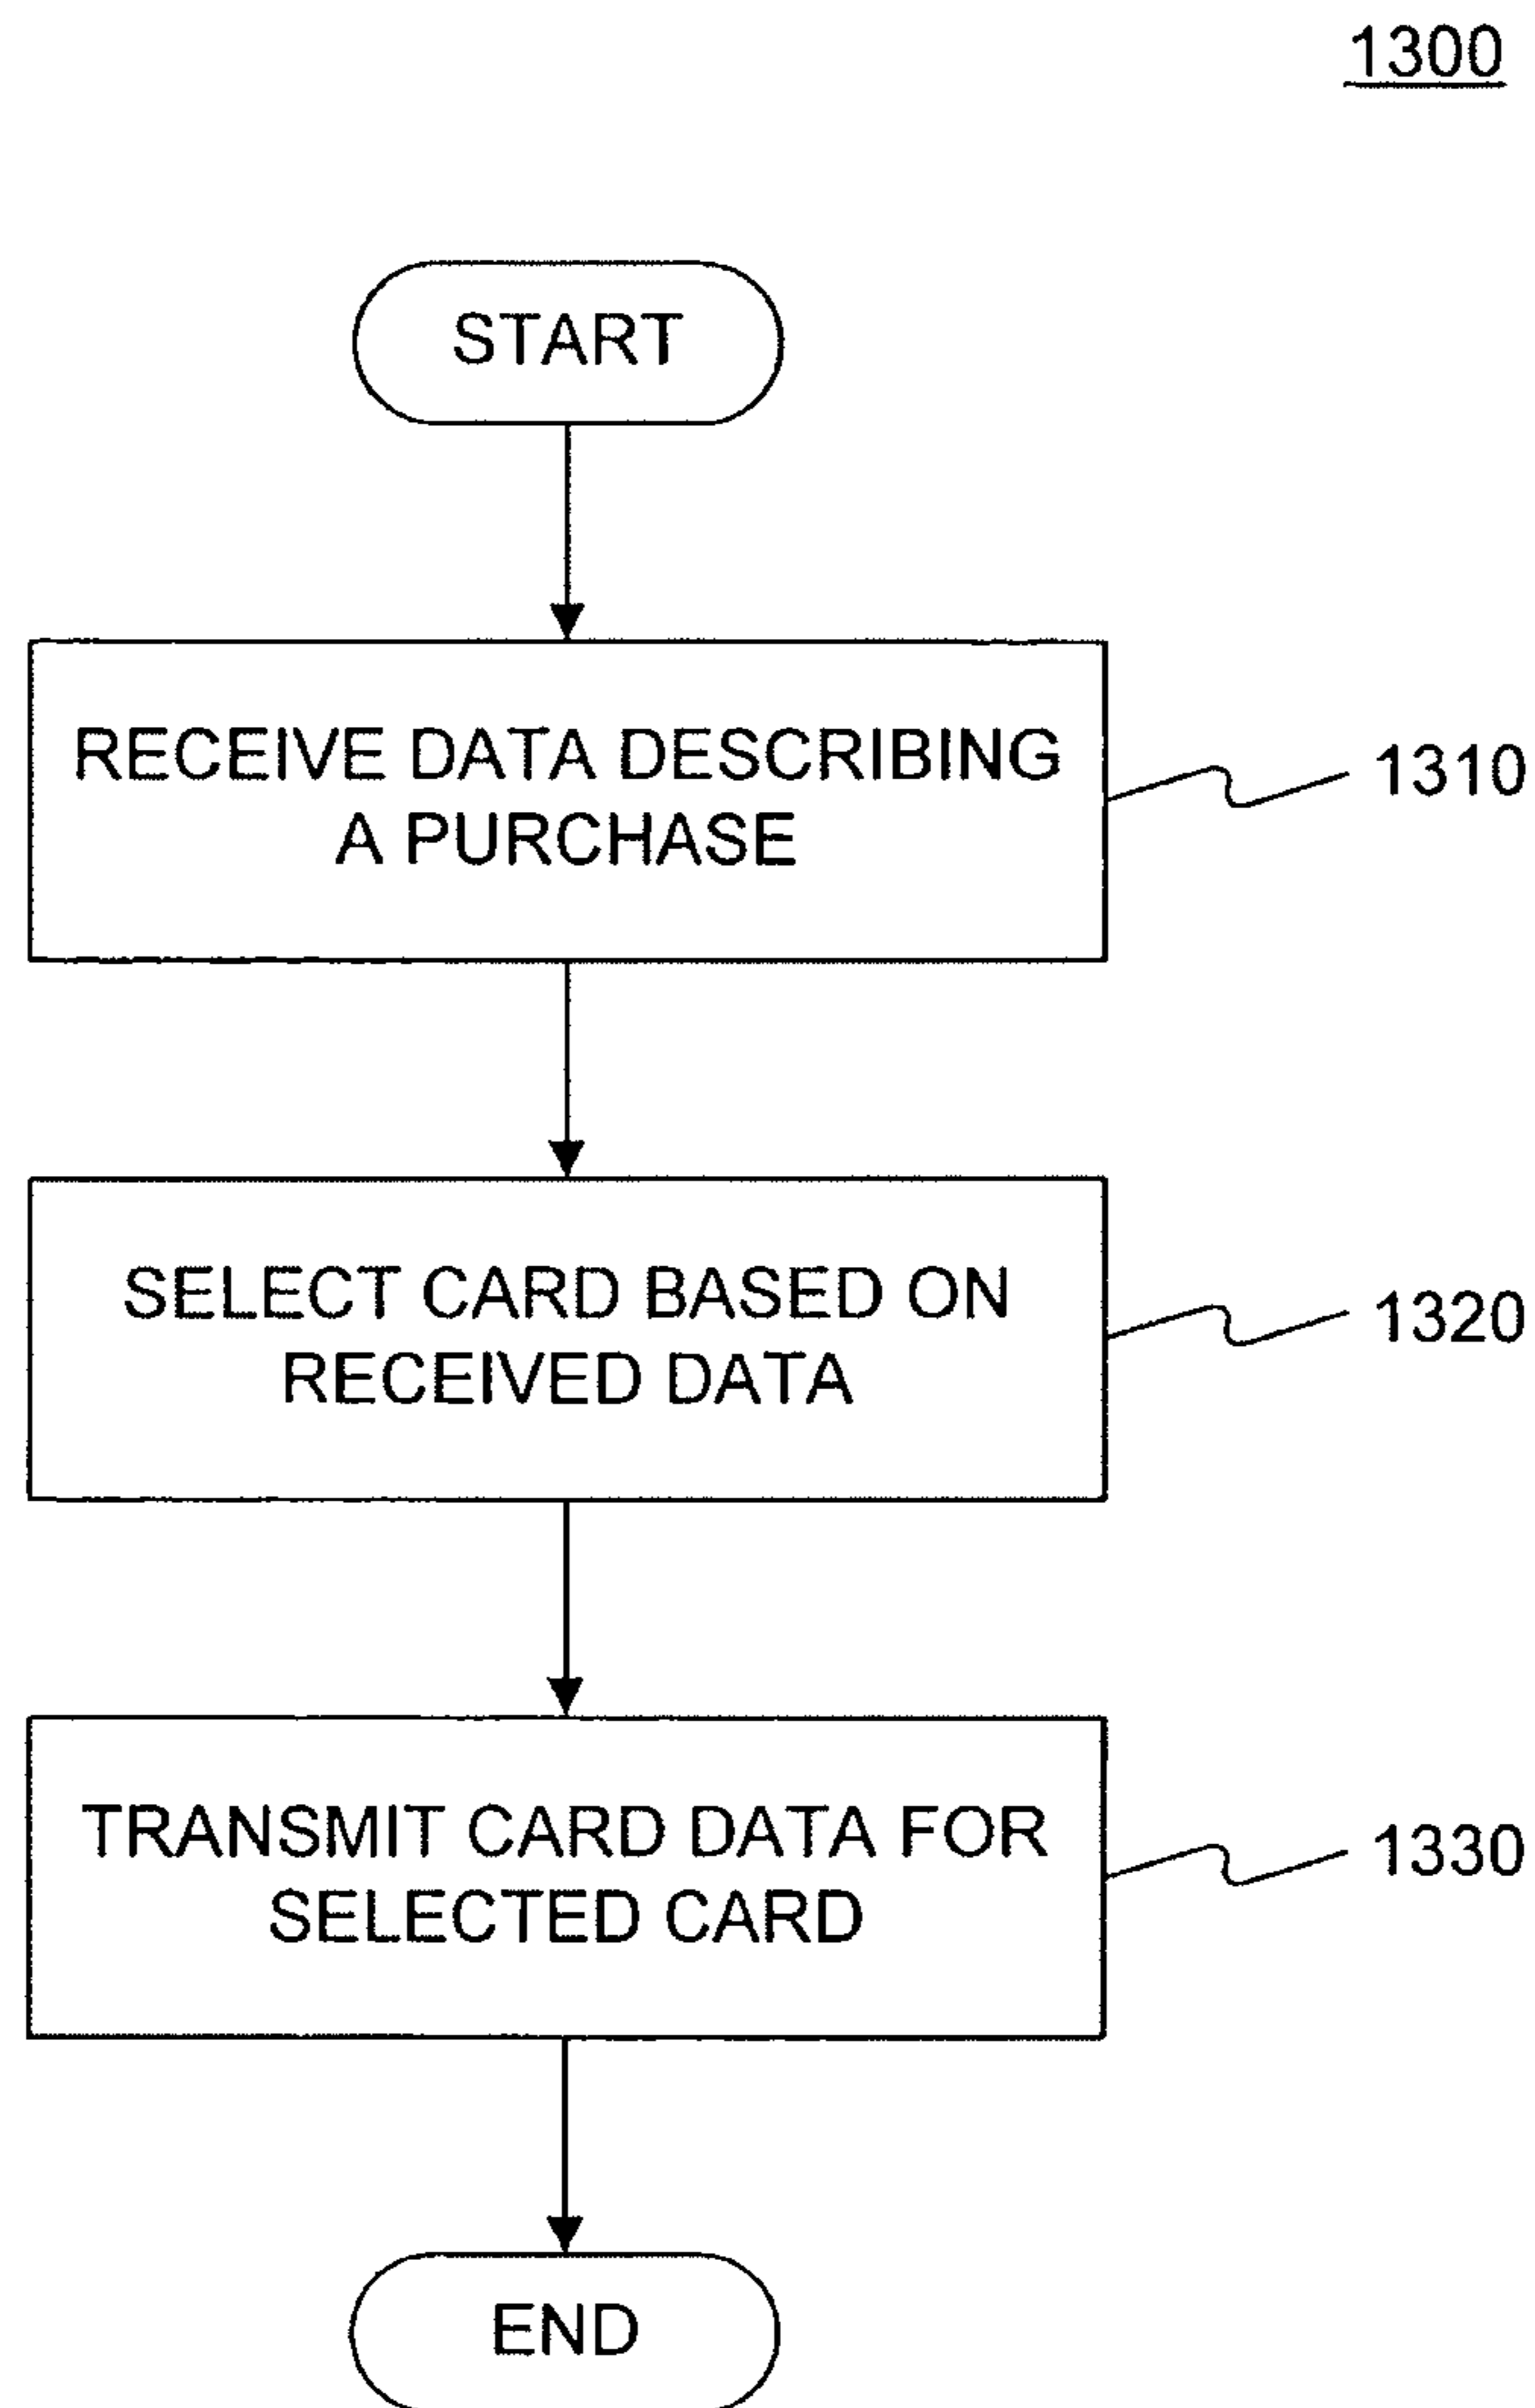 1300
START
RECEIVE DATA DESCRIBING
A PURCHASE
1310
SELECT CARD BASED ON
RECEIVED DATA
1320
TRANSMIT CARD DATA FOR
SELECTED CARD
1330
END